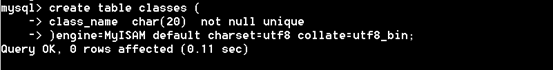 mysql> create table classes (
    -> class_name  char(20)  not null unique
    -> )engine=MyISAM default charset=utf8 collate=utf8_bin;
Query OK, 0 rows affected (0.11 sec)